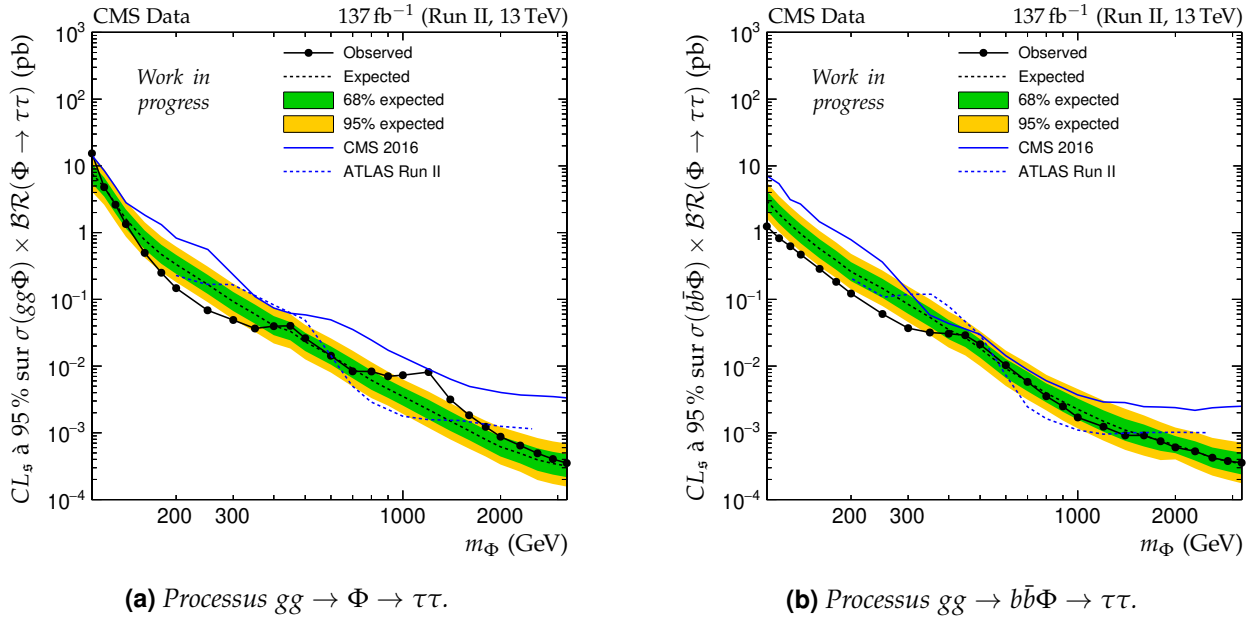 CMS Data 137 fb⁻¹ (Run II, 13 TeV)
CL𝔰 à 95 % sur σ(ggΦ) × ℬℛ(Φ → ττ) (pb)
10³
10²
10
1
10⁻¹
10⁻²
10⁻³
10⁻⁴
Work in
progress
Observed
Expected
68% expected
95% expected
CMS 2016
ATLAS Run II
200 300 1000 2000
m_Φ (GeV)
(a) Processus gg → Φ → ττ.
CMS Data 137 fb⁻¹ (Run II, 13 TeV)
CL𝔰 à 95 % sur σ(bb̄Φ) × ℬℛ(Φ → ττ) (pb)
10³
10²
10
1
10⁻¹
10⁻²
10⁻³
10⁻⁴
Work in
progress
Observed
Expected
68% expected
95% expected
CMS 2016
ATLAS Run II
200 300 1000 2000
m_Φ (GeV)
(b) Processus gg → bb̄Φ → ττ.